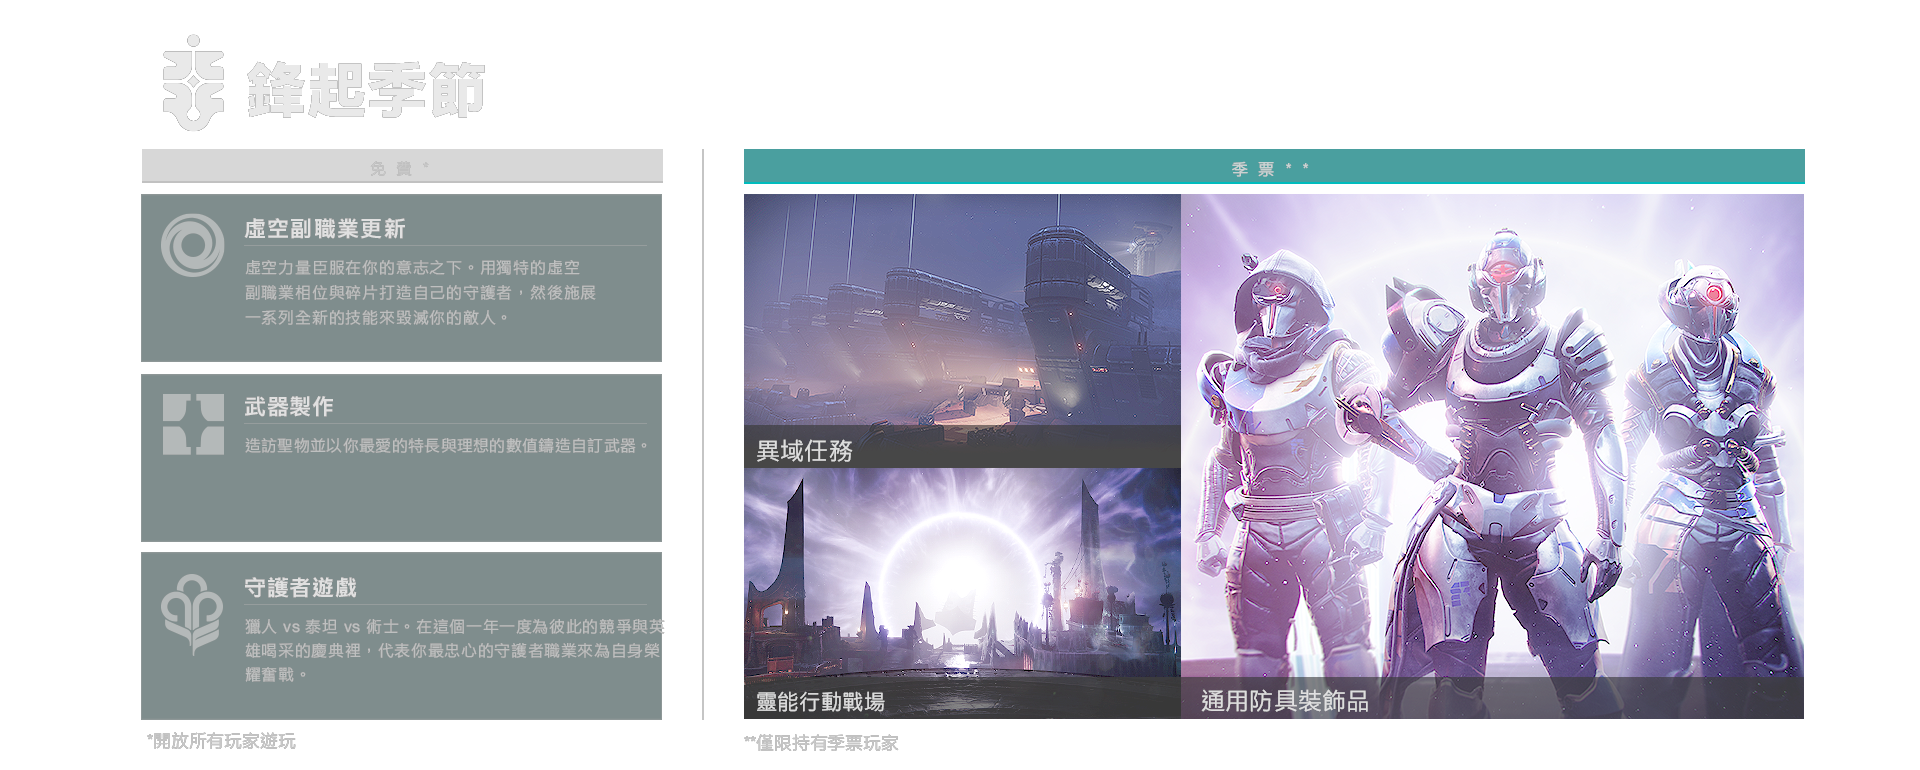 鋒起季節
免費*
虛空副職業更新
虛空力量臣服在你的意志之下。用獨特的虛空
副職業相位與碎片打造自己的守護者，然後施展
一系列全新的技能來毀滅你的敵人。
武器製作
造訪聖物並以你最愛的特長與理想的數值鑄造自訂武器。
守護者遊戲
獵人 vs 泰坦 vs 術士。在這個一年一度為彼此的競爭與英
雄喝采的慶典裡，代表你最忠心的守護者職業來為自身榮
耀奮戰。
*開放所有玩家遊玩
季票**
異域任務
靈能行動戰場
通用防具裝飾品
**僅限持有季票玩家